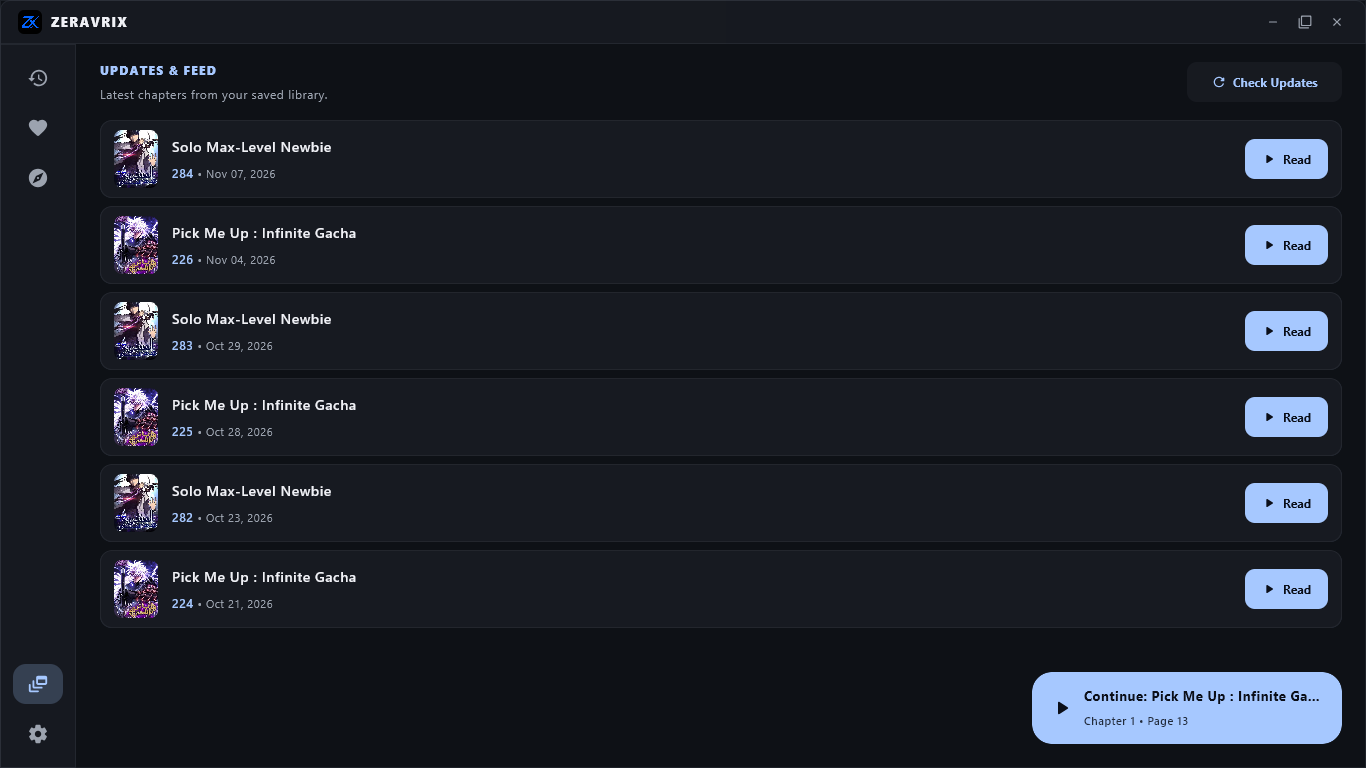 ZX ZERAVRIX
UPDATES & FEED
Latest chapters from your saved library.
Check Updates
Solo Max-Level Newbie
284 • Nov 07, 2026
Read
Pick Me Up : Infinite Gacha
226 • Nov 04, 2026
Read
Solo Max-Level Newbie
283 • Oct 29, 2026
Read
Pick Me Up : Infinite Gacha
225 • Oct 28, 2026
Read
Solo Max-Level Newbie
282 • Oct 23, 2026
Read
Pick Me Up : Infinite Gacha
224 • Oct 21, 2026
Read
Continue: Pick Me Up : Infinite Ga...
Chapter 1 • Page 13